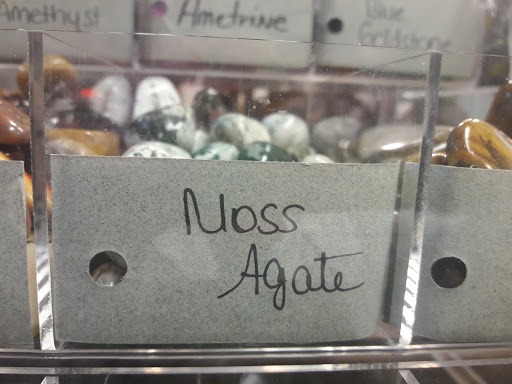 Amethyst
Ametrine
Blue
Goldstone
Moss
Agate